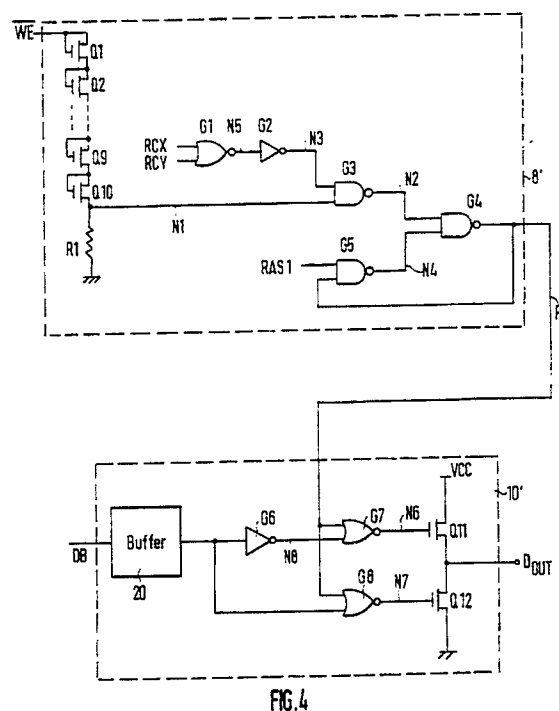 WE
Q1
Q2
Q9
Q10
R1
N1
RCX
RCY
G1
N5
G2
N3
G3
N2
G4
G5
RAS1
N4
8'
DB
Buffer
20
G6
N8
G7
N6
G8
N7
VCC
Q11
Q12
10'
DOUT
FIG.4